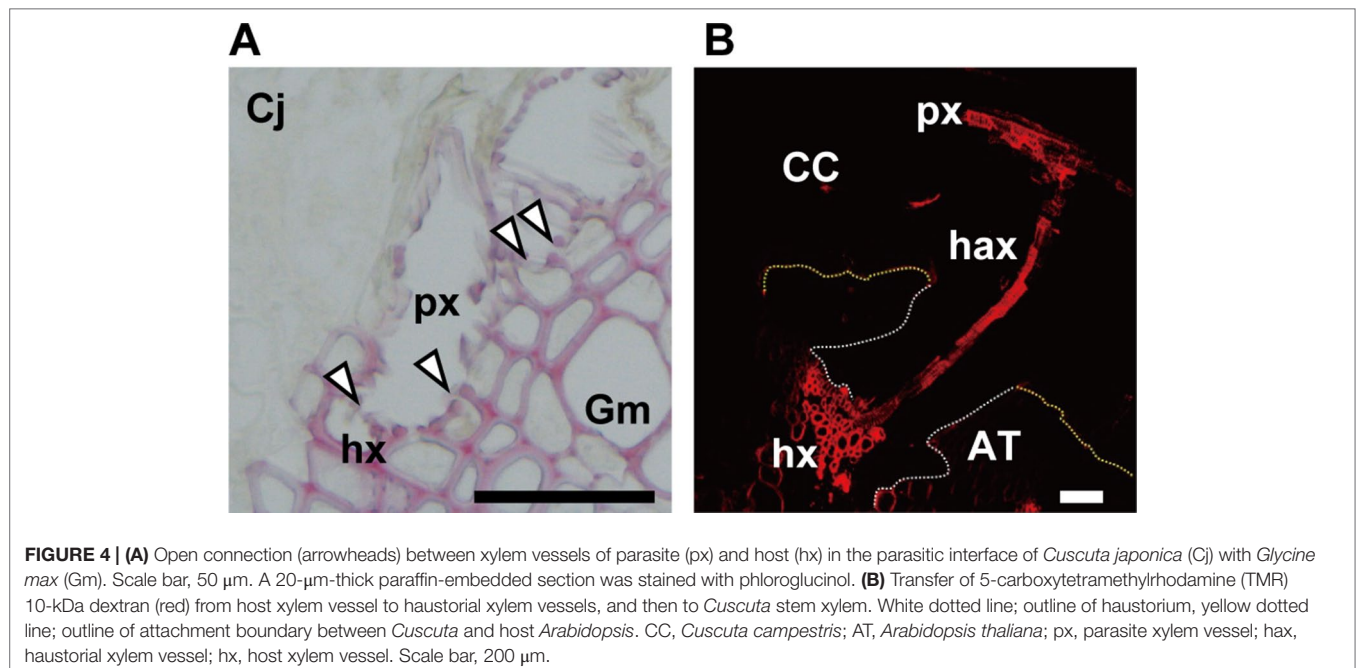 A
B
Cj
px
CC
hax
px
Gm
hx
hx
AT
FIGURE 4 | (A) Open connection (arrowheads) between xylem vessels of parasite (px) and host (hx) in the parasitic interface of Cuscuta japonica (Cj) with Glycine
max (Gm). Scale bar, 50 μm. A 20-μm-thick paraffin-embedded section was stained with phloroglucinol. (B) Transfer of 5-carboxytetramethylrhodamine (TMR)
10-kDa dextran (red) from host xylem vessel to haustorial xylem vessels, and then to Cuscuta stem xylem. White dotted line; outline of haustorium, yellow dotted
line; outline of attachment boundary between Cuscuta and host Arabidopsis. CC, Cuscuta campestris; AT, Arabidopsis thaliana; px, parasite xylem vessel; hax,
haustorial xylem vessel; hx, host xylem vessel. Scale bar, 200 μm.